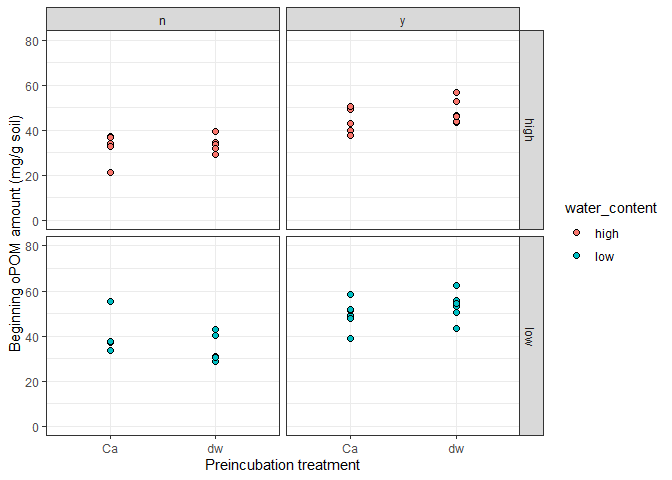 n
y
80
60
40
20
0
high
80
60
40
20
0
low
Ca
dw
Ca
dw
Preincubation treatment
Beginning oPOM amount (mg/g soil)
water_content
high
low